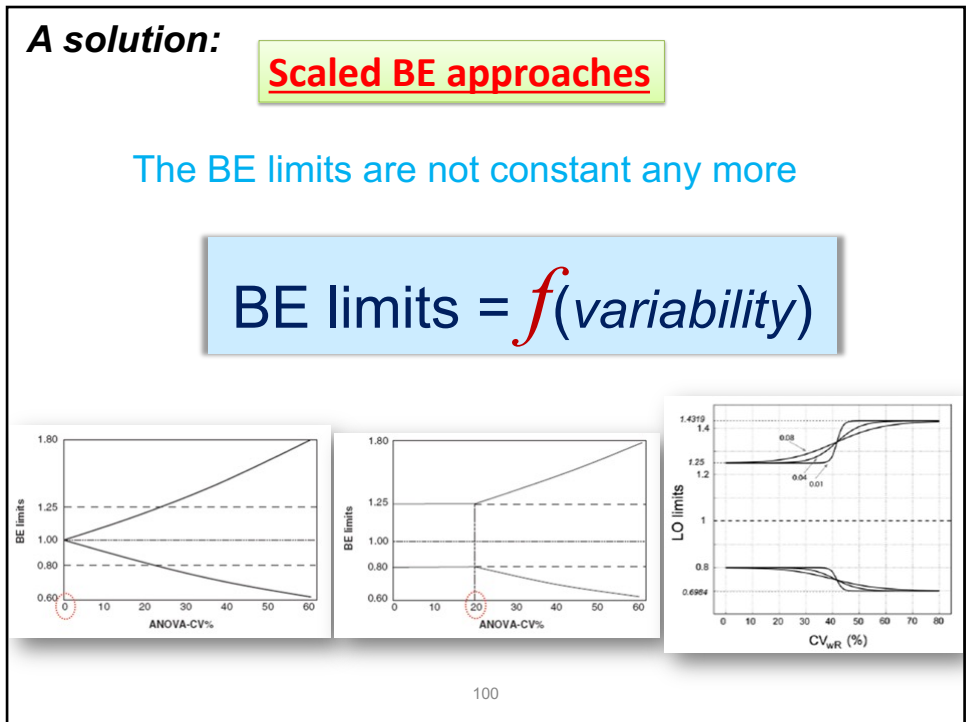 A solution:
Scaled BE approaches
The BE limits are not constant any more
BE limits = f(variability)
1.80
1.25
1.00
0.80
0.60
BE limits
0 10 20 30 40 50 60
ANOVA-CV%
1.80
1.25
1.00
0.80
0.60
BE limits
0 10 20 30 40 50 60
ANOVA-CV%
1.4319
1.4
1.25
1.2
1
0.8
0.6984
LO limits
0.08
0.04
0.01
0 10 20 30 40 50 60 70 80
CVwR (%)
100